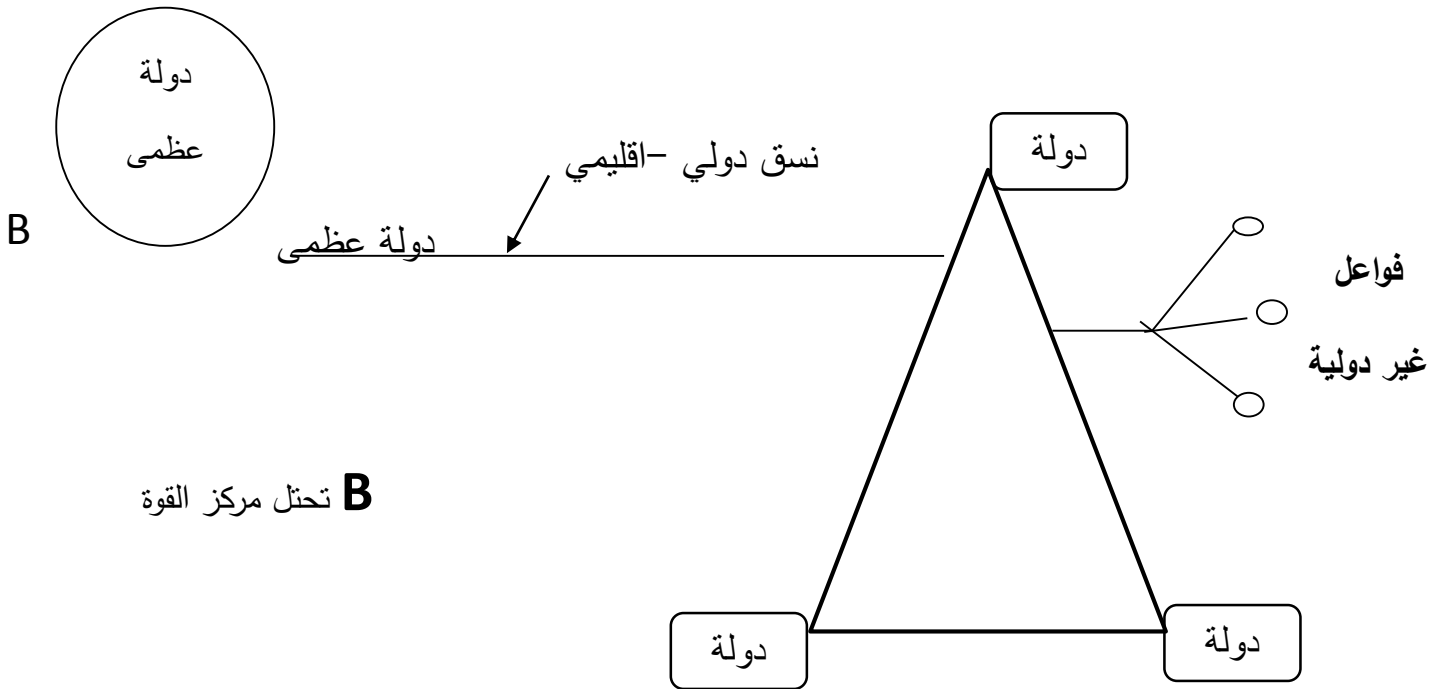 دولة
عظمى
B
دولة
نسق دولي –اقليمي
دولة عظمى
فواعل
غير دولية
B تحتل مركز القوة
دولة
دولة